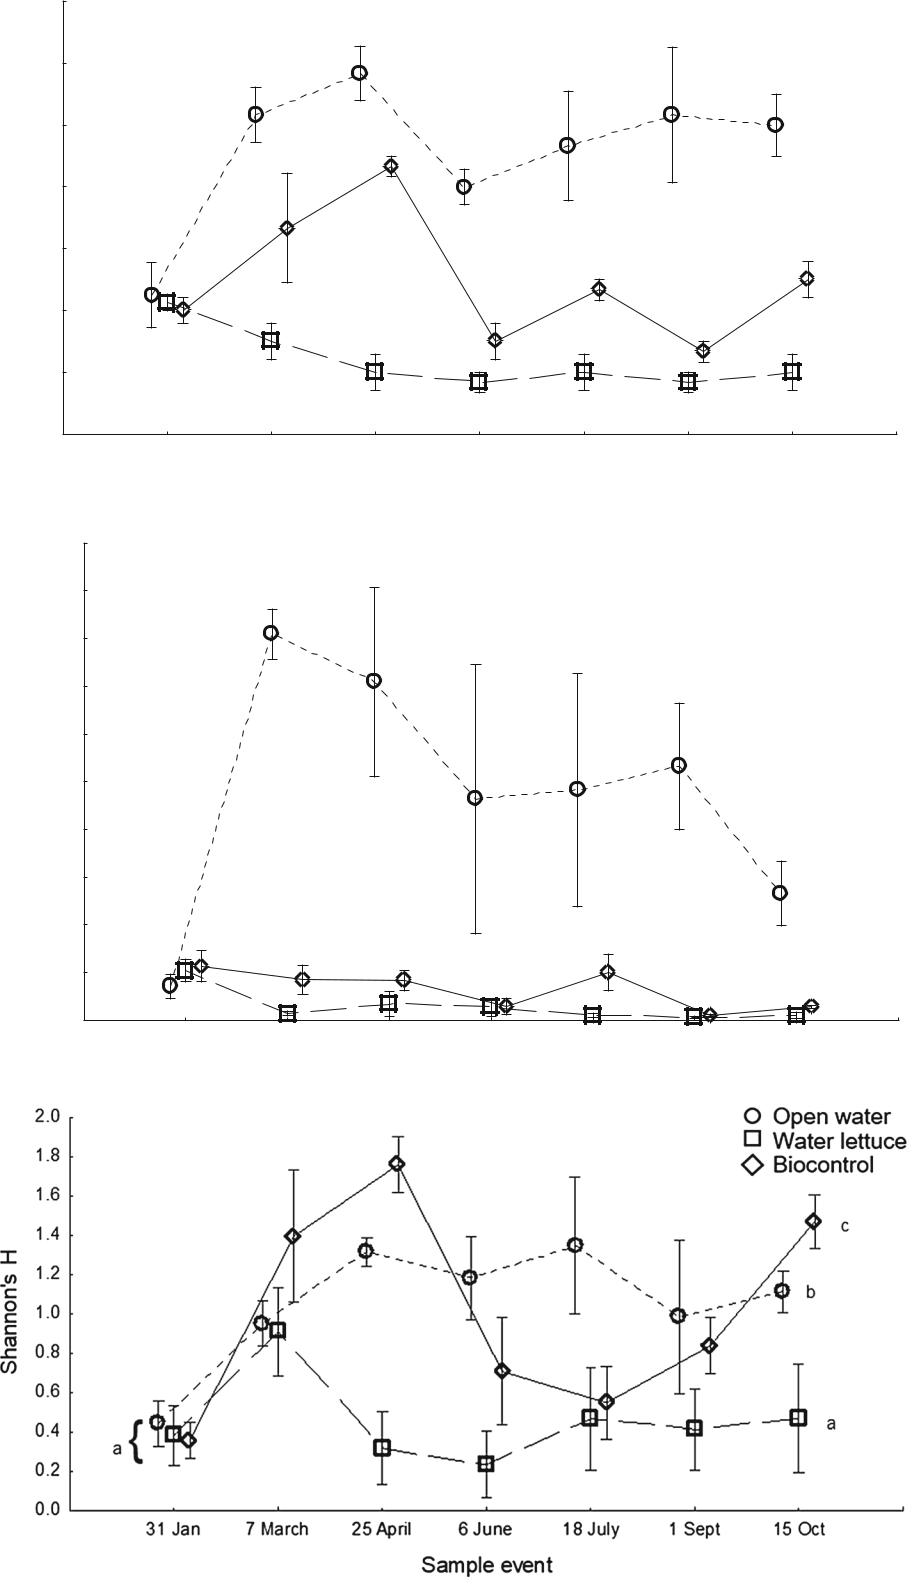 2.0
Open water
Water lettuce
Biocontrol
1.8
1.6
1.4
c
1.2
b
1.0
0.8
0.6
0.4
a
a {
0.2
0.0
Shannon's H
31 Jan 7 March 25 April 6 June 18 July 1 Sept 15 Oct
Sample event